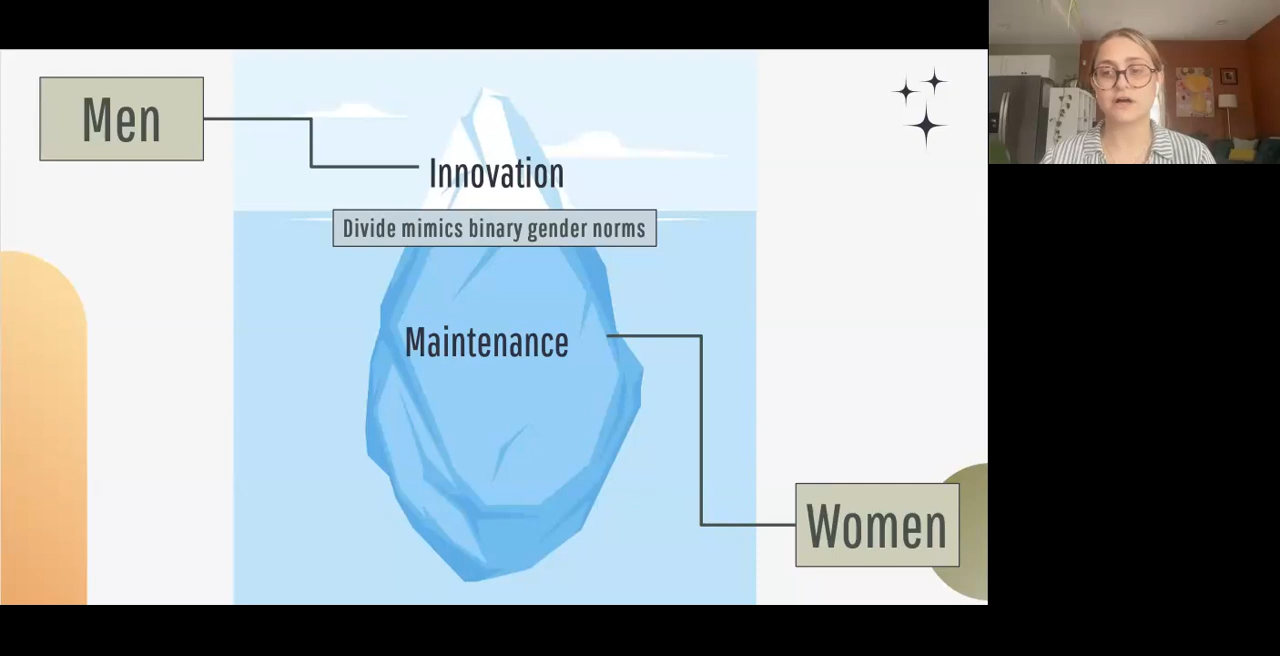 Men
Innovation
Divide mimics binary gender norms
Maintenance
Women